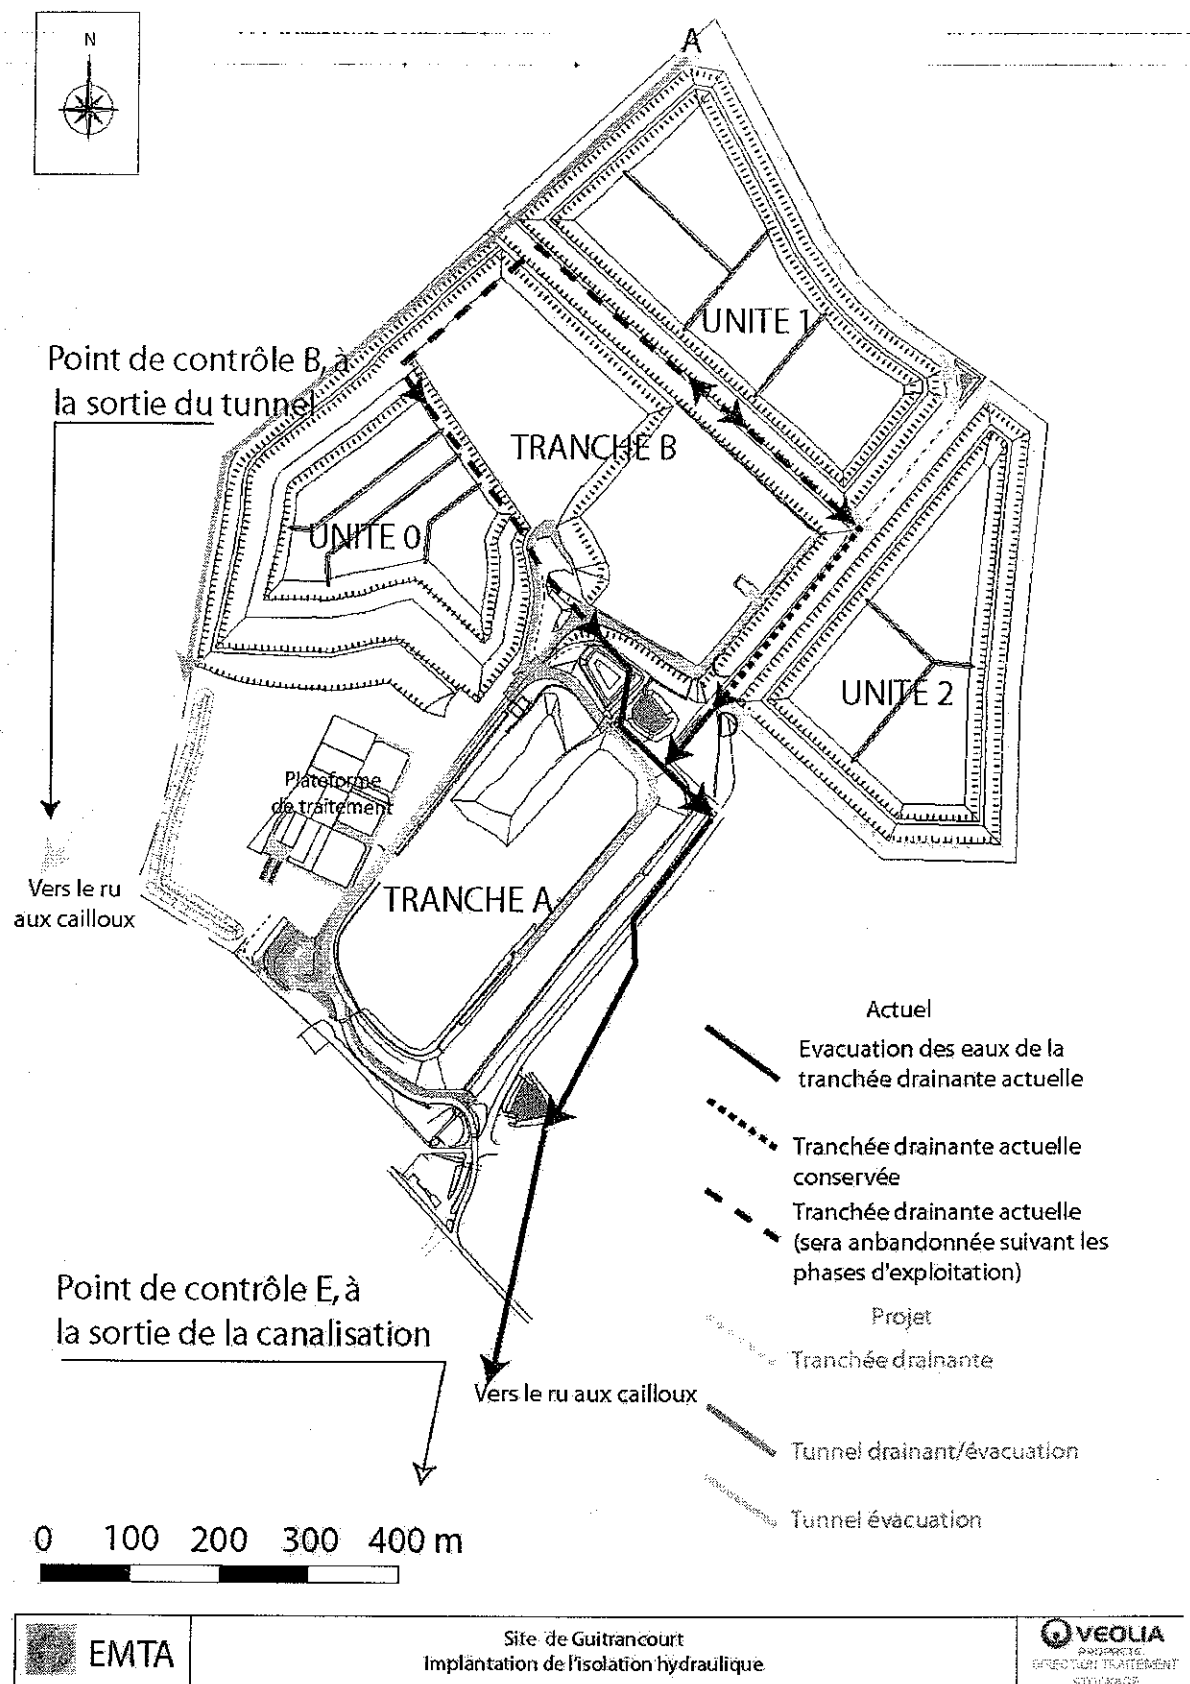 N
A
UNITE 1
Point de contrôle B, à
la sortie du tunnel
TRANCHE B
UNITE 0
C
UNITE 2
D
Plateforme
de traitement
Vers le ru
aux cailloux
TRANCHE A
Actuel
Evacuation des eaux de la
tranchée drainante actuelle
Tranchée drainante actuelle
conservée
Tranchée drainante actuelle
(sera anbandonnée suivant les
phases d'exploitation)
Point de contrôle E, à
la sortie de la canalisation
Projet
Tranchée drainante
Vers le ru aux cailloux
Tunnel drainant/évacuation
Tunnel évacuation
0 100 200 300 400 m
EMTA
Site de Guitrancourt
Implantation de l'isolation hydraulique
VEOLIA
PROPRETÉ
DIRECTION TRAITEMENT
STOCKAGE